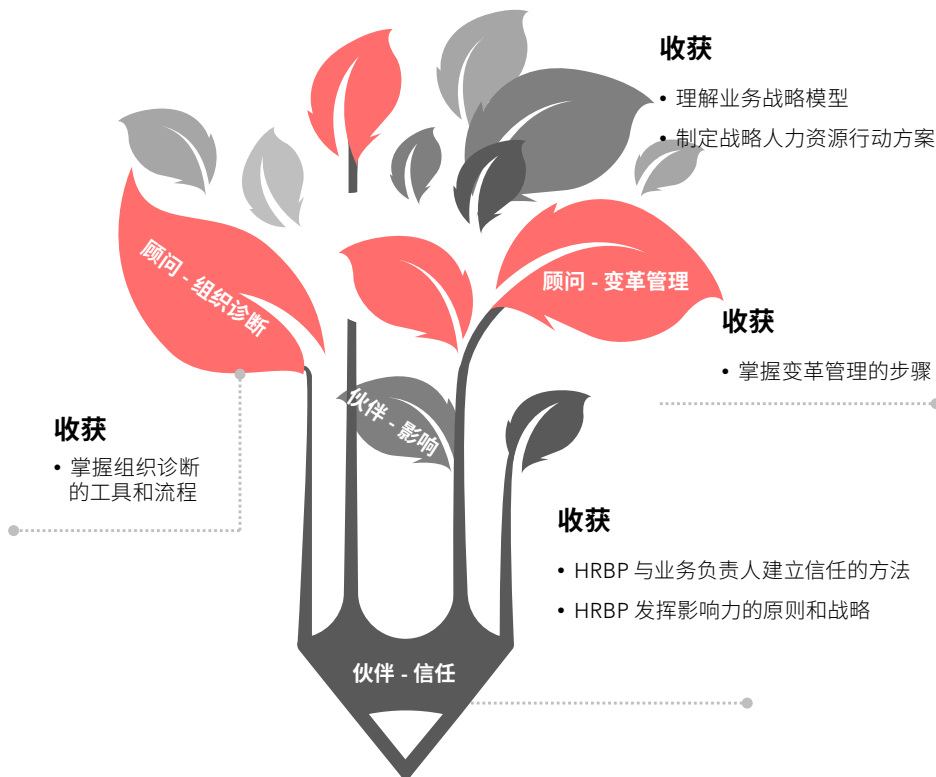 收获
• 理解业务战略模型
• 制定战略人力资源行动方案
顾问 - 组织诊断
顾问 - 变革管理
收获
• 掌握变革管理的步骤
伙伴 - 影响
收获
• 掌握组织诊断
的工具和流程
收获
• HRBP 与业务负责人建立信任的方法
• HRBP 发挥影响力的原则和战略
伙伴 - 信任